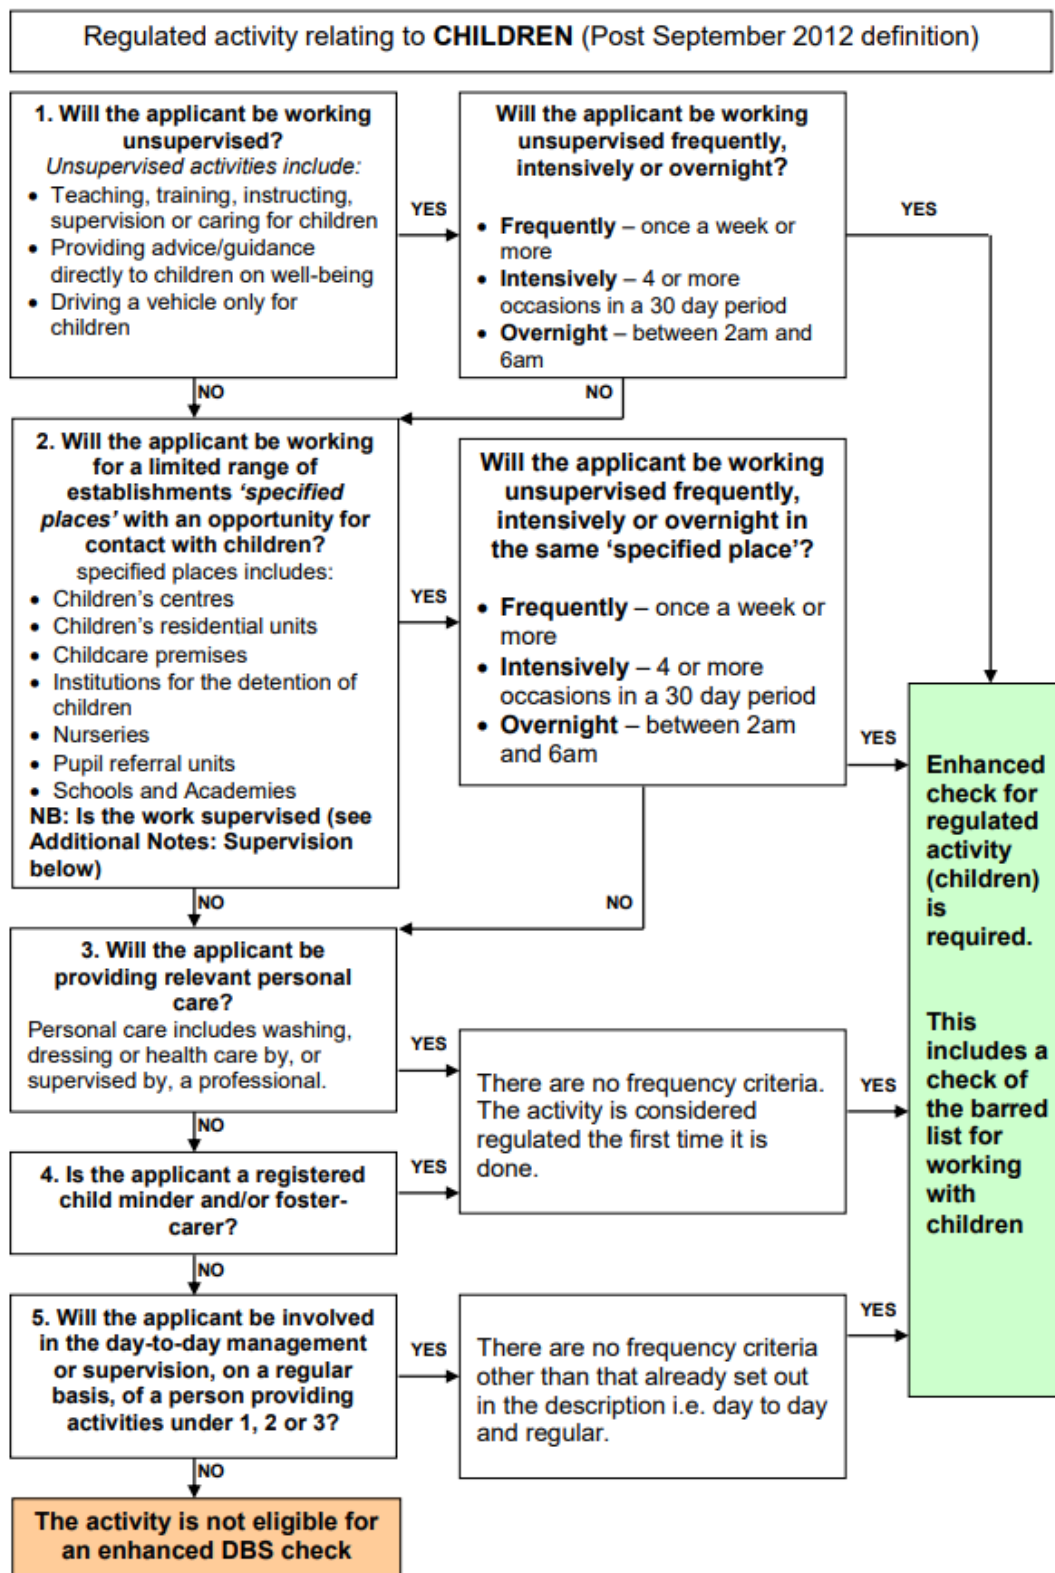 Regulated activity relating to CHILDREN (Post September 2012 definition)
1. Will the applicant be working
unsupervised?
Unsupervised activities include:
• Teaching, training, instructing,
supervision or caring for children
• Providing advice/guidance
directly to children on well-being
• Driving a vehicle only for
children
YES
Will the applicant be working
unsupervised frequently,
intensively or overnight?
• Frequently – once a week or
more
• Intensively – 4 or more
occasions in a 30 day period
• Overnight – between 2am and
6am
YES
NO
NO
2. Will the applicant be working
for a limited range of
establishments ‘specified
places’ with an opportunity for
contact with children?
specified places includes:
• Children’s centres
• Children’s residential units
• Childcare premises
• Institutions for the detention of
children
• Nurseries
• Pupil referral units
• Schools and Academies
NB: Is the work supervised (see
Additional Notes: Supervision
below)
YES
Will the applicant be working
unsupervised frequently,
intensively or overnight in
the same ‘specified place’?
• Frequently – once a week or
more
• Intensively – 4 or more
occasions in a 30 day period
• Overnight – between 2am
and 6am
YES
NO
NO
3. Will the applicant be
providing relevant personal
care?
Personal care includes washing,
dressing or health care by, or
supervised by, a professional.
YES
There are no frequency criteria.
The activity is considered
regulated the first time it is
done.
YES
NO
4. Is the applicant a registered
child minder and/or foster-
carer?
YES
NO
5. Will the applicant be involved
in the day-to-day management
or supervision, on a regular
basis, of a person providing
activities under 1, 2 or 3?
YES
There are no frequency criteria
other than that already set out
in the description i.e. day to day
and regular.
YES
NO
The activity is not eligible for
an enhanced DBS check
Enhanced
check for
regulated
activity
(children)
is
required.
This
includes a
check of
the barred
list for
working
with
children